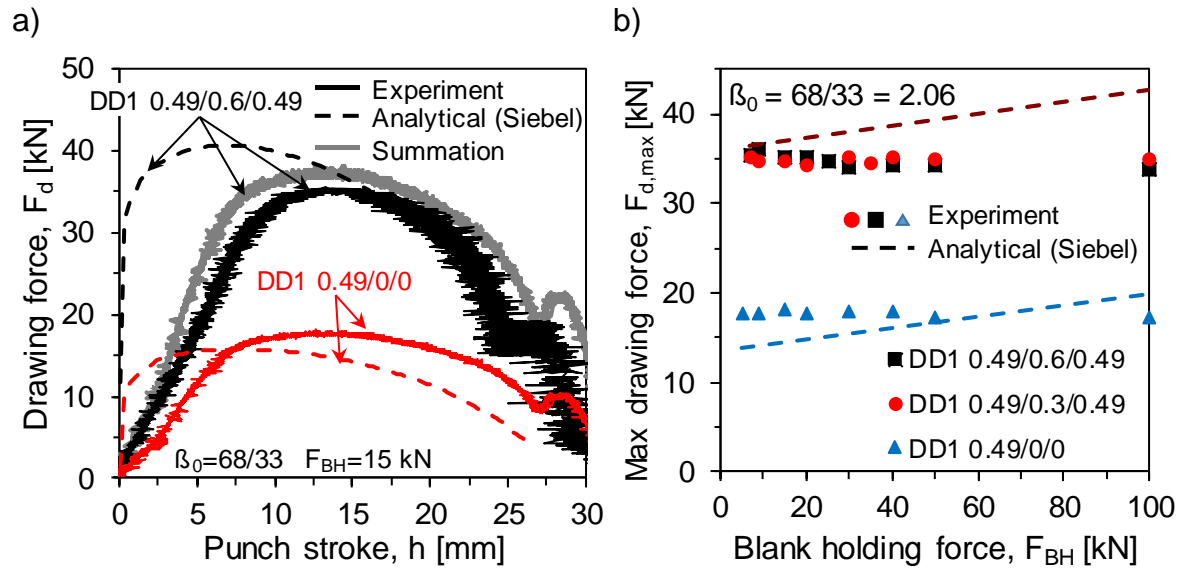 a)
50
40
30
20
10
0
0
5
10
15
20
25
30
Drawing force, F_d [kN]
Punch stroke, h [mm]
DD1 0.49/0.6/0.49
Experiment
Analytical (Siebel)
Summation
DD1 0.49/0/0
ß₀=68/33 F_BH=15 kN
b)
40
30
20
10
0
0
20
40
60
80
100
Max drawing force, F_d,max [kN]
Blank holding force, F_BH [kN]
ß₀ = 68/33 = 2.06
Experiment
Analytical (Siebel)
DD1 0.49/0.6/0.49
DD1 0.49/0.3/0.49
DD1 0.49/0/0